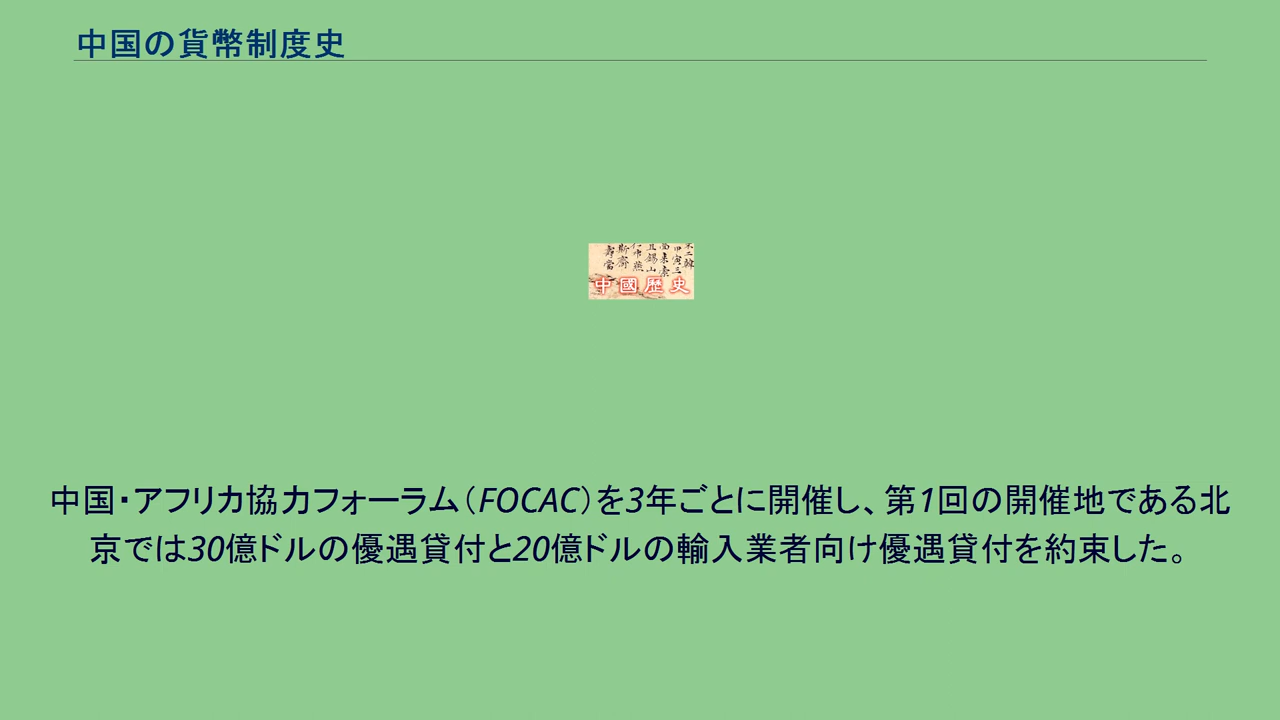 中国の貨幣制度史
中國歷史
中国・アフリカ協力フォーラム（FOCAC）を3年ごとに開催し、第1回の開催地である北
京では30億ドルの優遇貸付と20億ドルの輸入業者向け優遇貸付を約束した。